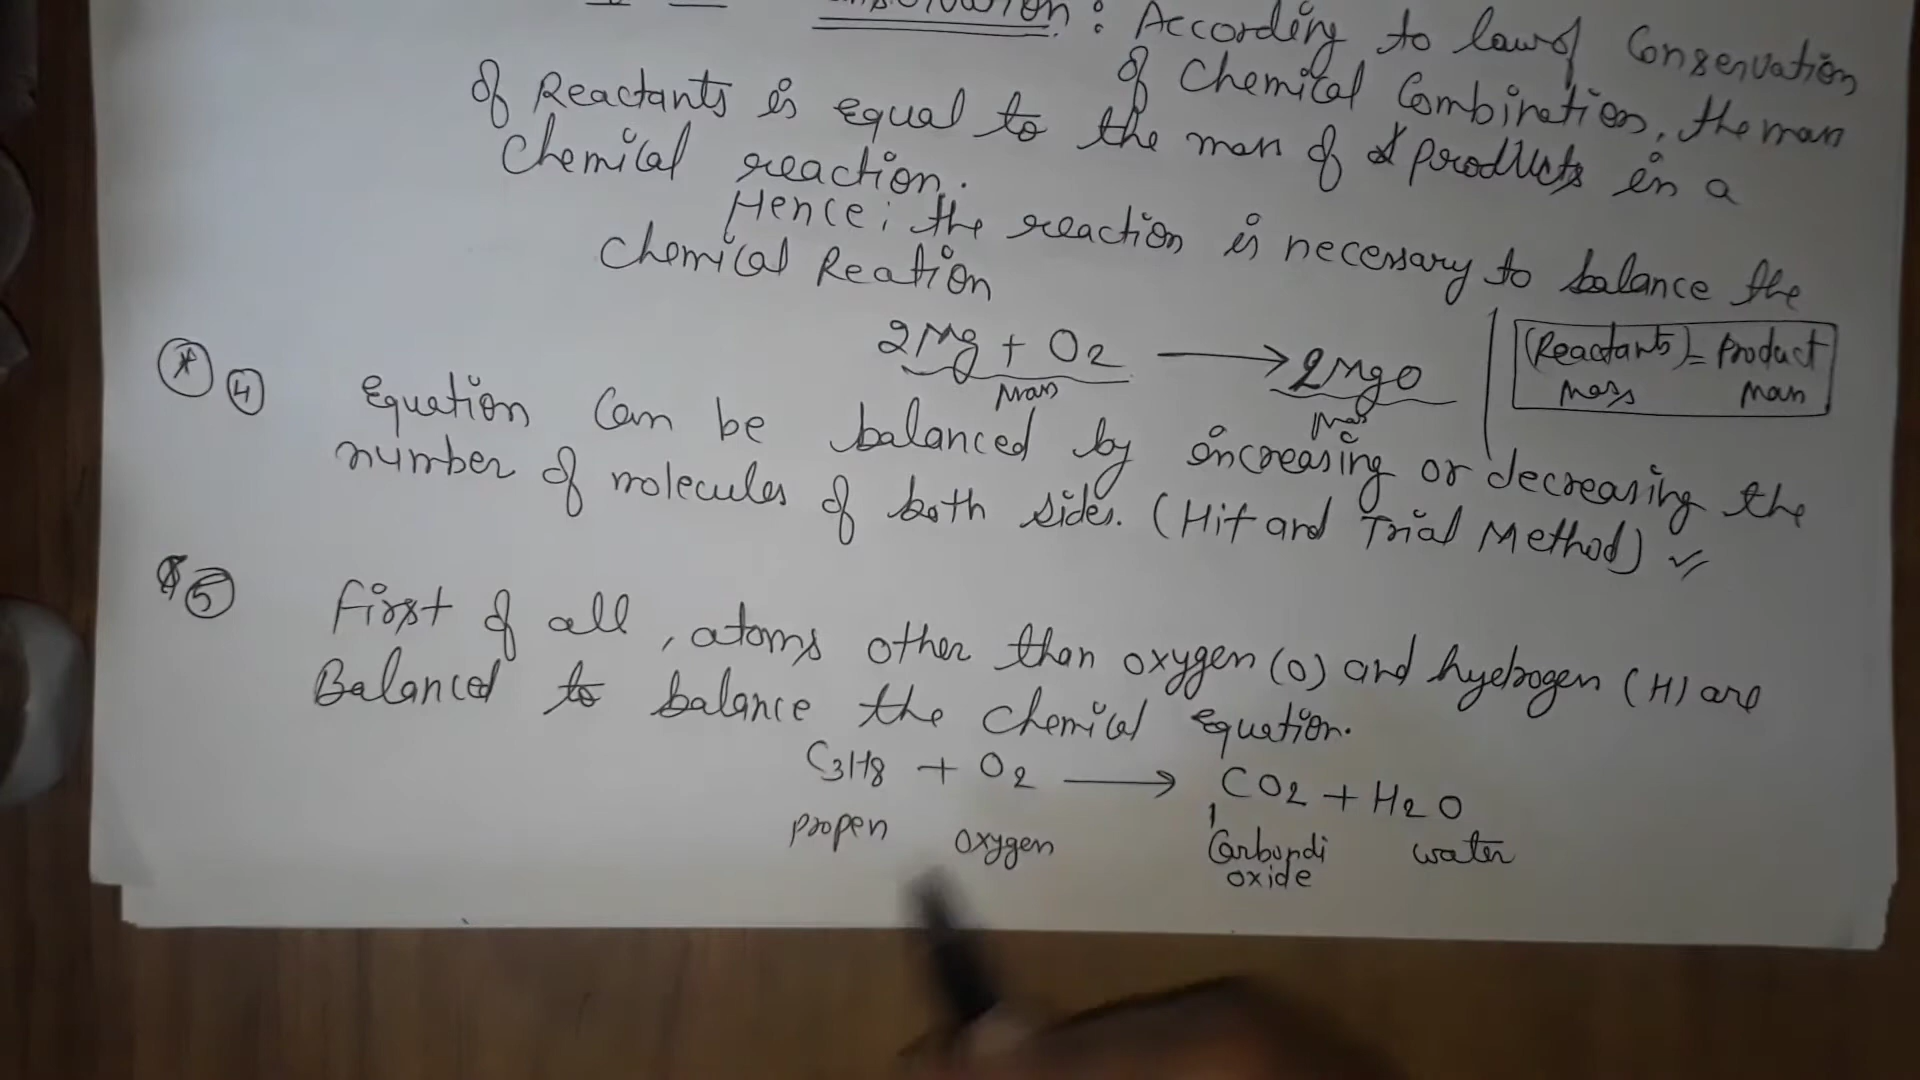 : According to law of Conservation
of Chemical Combination, the mass
of Reactants is equal to the mass of products in a
Chemical reaction.
Hence; the reaction is necessary to balance the
Chemical Reation
2Mg + O2 → 2MgO
Mass
Mass
(Reactants) = Product
Mass Mass
* 4 Equation Can be balanced by increasing or decreasing the
number of molecules of both sides. (Hit and Trial Method) ✓
5 First of all, atoms other than oxygen (O) and hydrogen (H) are
Balanced to balance the chemical equation.
C3H8 + O2 → CO2 + H2O
propen oxygen Carbondi water
oxide